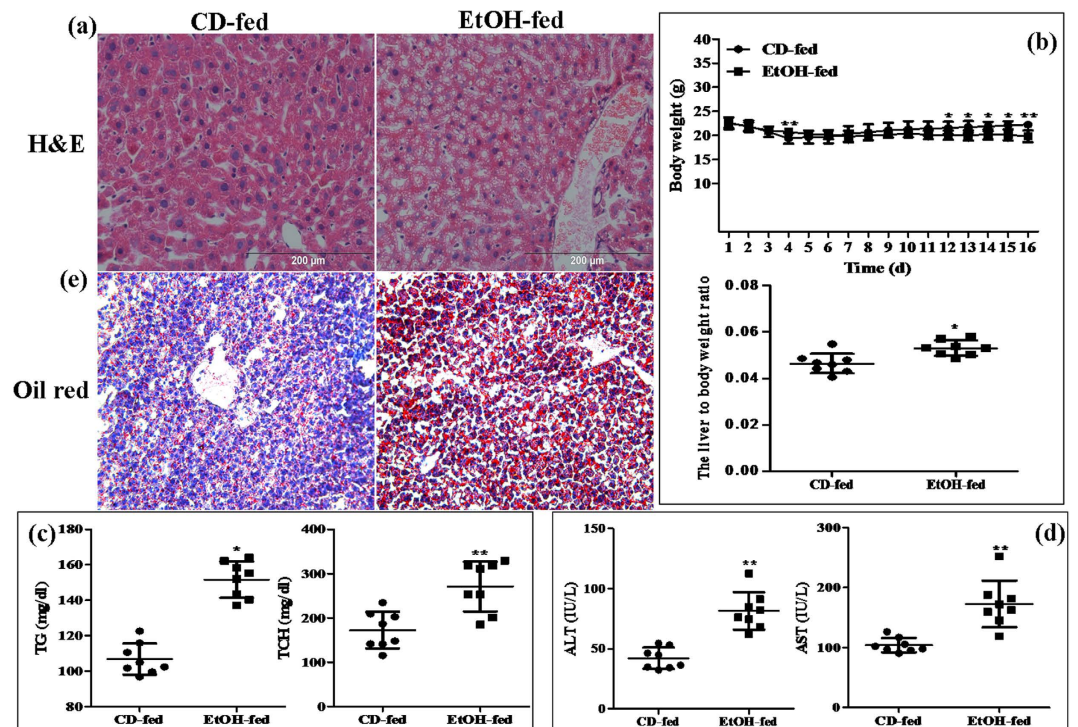 (a)
CD-fed
EtOH-fed
H&E
200 µm
200 µm
(e)
Oil red
(b)
CD-fed
EtOH-fed
Body weight (g)
40
35
30
25
20
15
10
** * * * * **
1 2 3 4 5 6 7 8 9 10 11 12 13 14 15 16
Time (d)
The liver to body weight ratio
0.08
0.06
0.04
0.02
0.00
*
CD-fed EtOH-fed
(c)
TG (mg/dl)
160
140
120
100
80
180
*
CD-fed EtOH-fed
TCH (mg/dl)
400
300
200
100
0
**
CD-fed EtOH-fed
(d)
ALT (IU/L)
150
100
50
0
**
CD-fed EtOH-fed
AST (IU/L)
300
200
100
0
**
CD-fed EtOH-fed